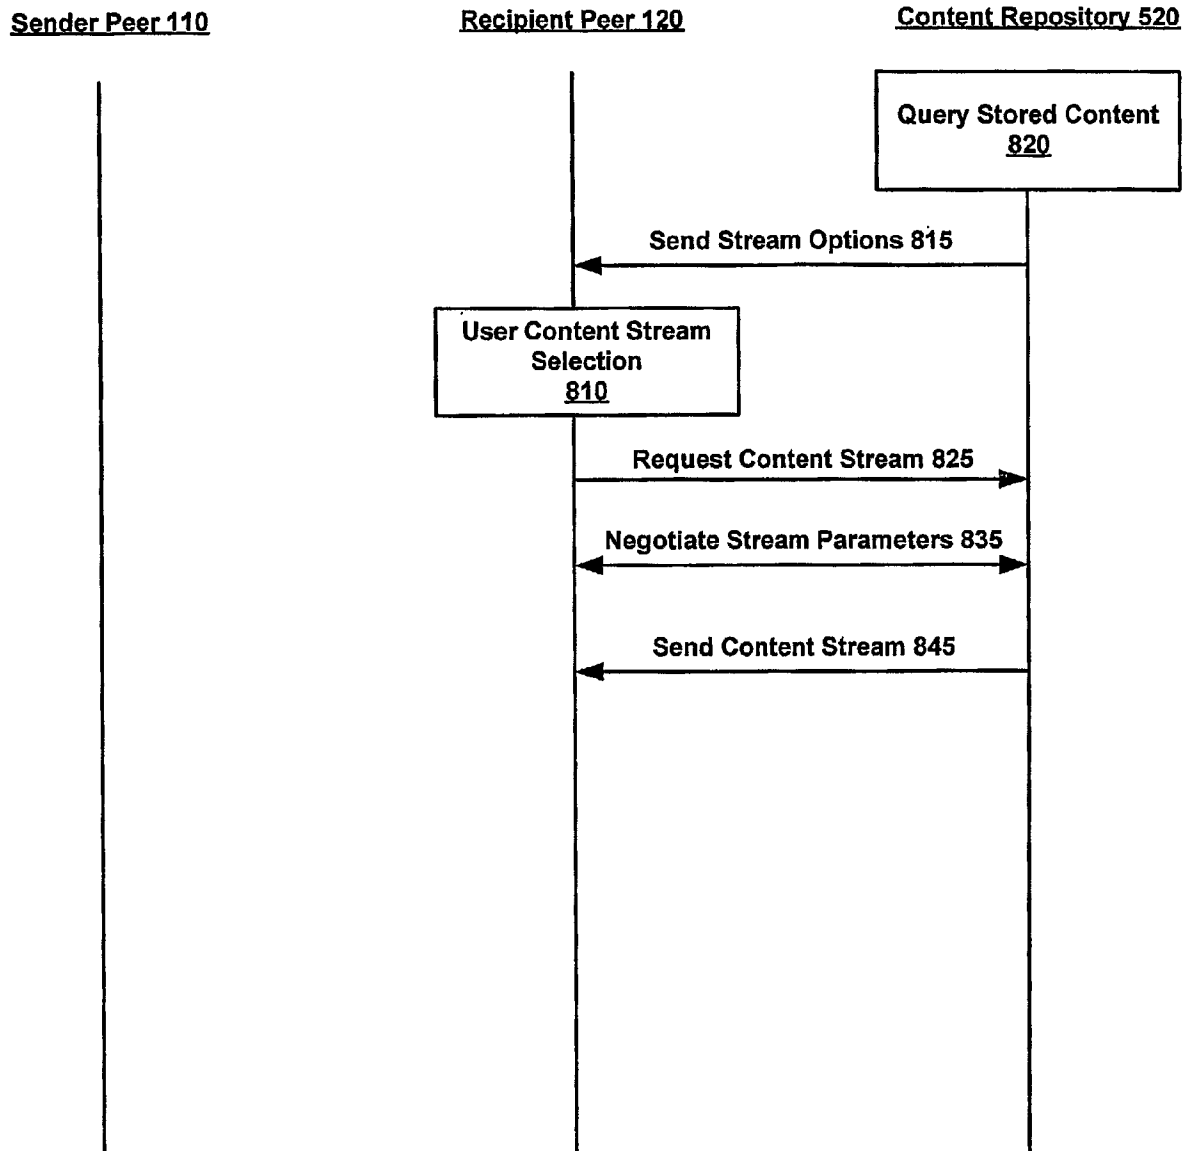 Sender Peer 110
Recipient Peer 120
Content Repository 520
Query Stored Content
820
Send Stream Options 815
User Content Stream
Selection
810
Request Content Stream 825
Negotiate Stream Parameters 835
Send Content Stream 845